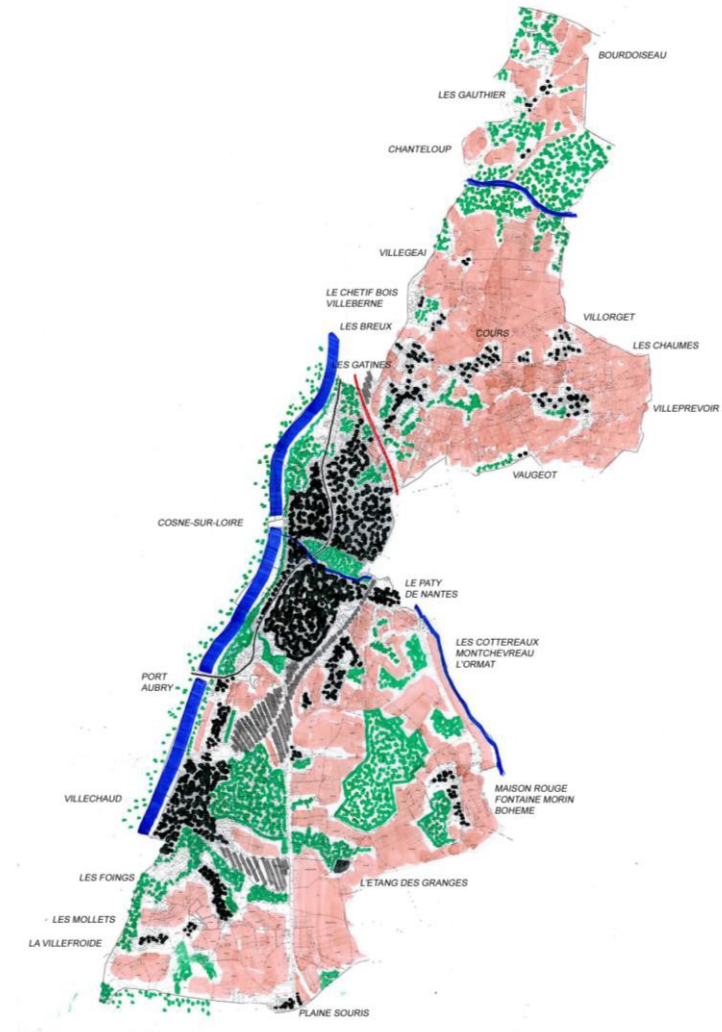 BOURDOISEAU
LES GAUTHIER
CHANTELOUP
VILLEGEAI
LE CHETIF BOIS
VILLEBERNE
LES BREUX
VILLORGET
COURS
LES CHAUMES
LES GATINES
VILLEPREVOIR
VAUGEOT
COSNE-SUR-LOIRE
LE PATY
DE NANTES
LES COTTEREAUX
MONTCHEVREAU
L'ORMAT
PORT
AUBRY
MAISON ROUGE
FONTAINE MORIN
BOHEME
VILLECHAUD
LES FOINGS
L'ETANG DES GRANGES
LES MOLLETS
LA VILLEFROIDE
PLAINE SOURIS